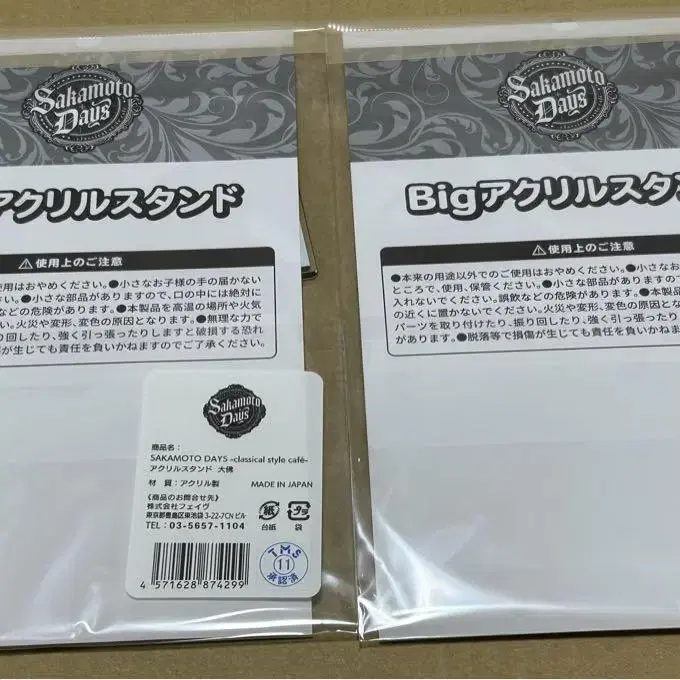 Sakamoto
Days
アクリルスタンド
⚠使用上のご注意
用はおやめください。●小さなお子様の手の届かない
さい。●小さな部品がありますので、口の中には絶対に
などの危険があります。●本製品を高温の場所や火気
い。火災や変形、変色の原因となります。●無理な力で
り回したり、強く引っ張ったりしますと破損する恐れ
傷が生じても責任を負いかねますのでご了承ください。
Sakamoto
Days
商品名：
SAKAMOTO DAYS -classical style café-
アクリルスタンド 大佛
材 質：アクリル製 MADE IN JAPAN
《商品のお問合せ先》
株式会社フェイヴ
東京都豊島区東池袋 3-22-7CN ビル
TEL：03-5657-1104
紙 プラ
台紙 袋
4 571628 874299
TMS
11
承認済
Sakamoto
Days
classical
Bigアクリルスタン
⚠使用上のご注意
●本来の用途以外でのご使用はおやめください。●小さなお
ところで、使用、保管ください。●小さな部品がありますので
入れないでください。誤飲などの危険があります。●本製品
の近くに置かないでください。火災や変形、変色の原因とな
パーツを取り付けたり、振り回したり、強く引っ張ったりしま
があります。●脱落等で損傷が生じても責任を負いかねます